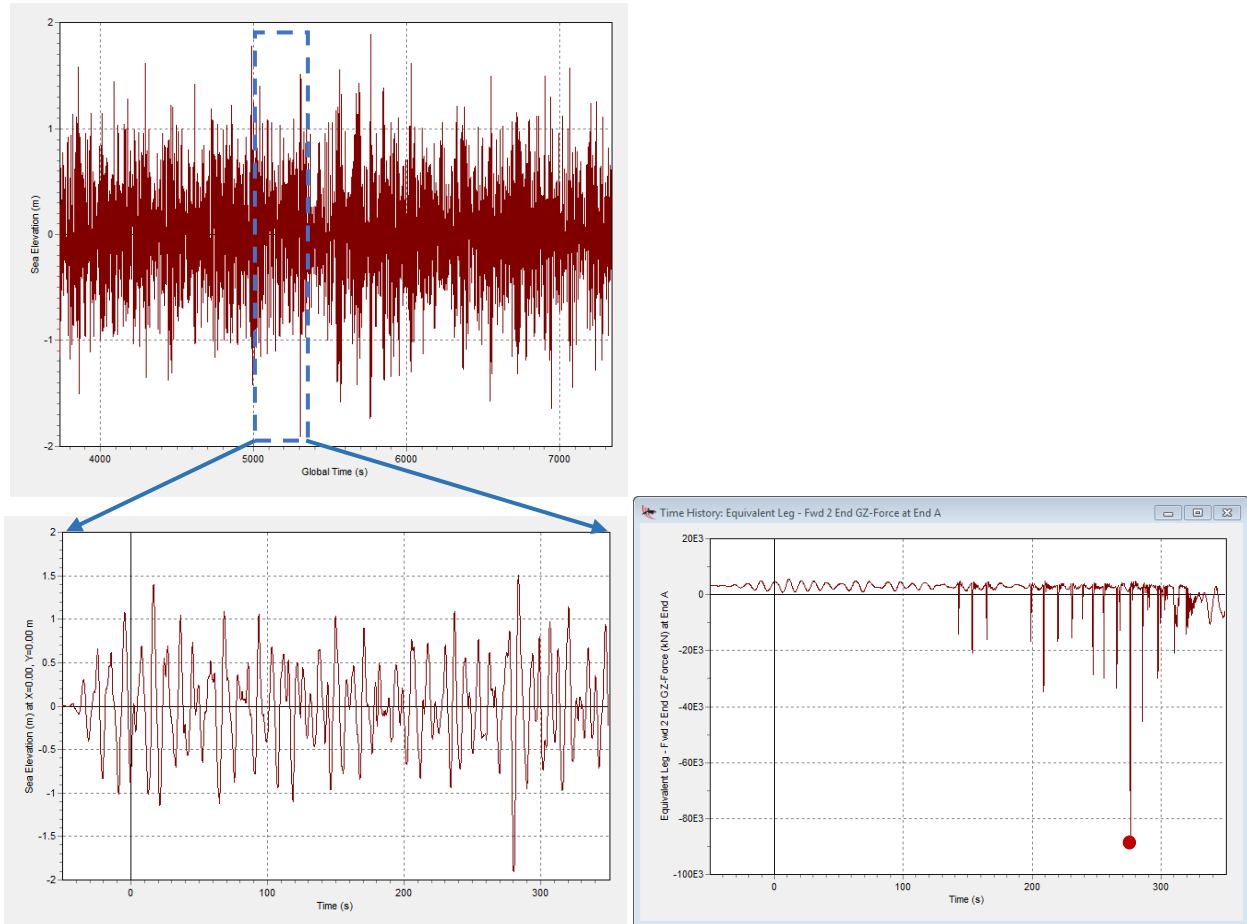 2
1
0
-1
-2
Sea Elevation (m)
4000
5000
6000
7000
Global Time (s)
2
1.5
1
0.5
0
-0.5
-1
-1.5
-2
Sea Elevation (m) at X=0.00, Y=0.00 m
0
100
200
300
Time (s)
Time History: Equivalent Leg - Fwd 2 End GZ-Force at End A
20E3
0
-20E3
-40E3
-60E3
-80E3
-100E3
Equivalent Leg - Fwd 2 End GZ-Force (kN) at End A
0
100
200
300
Time (s)